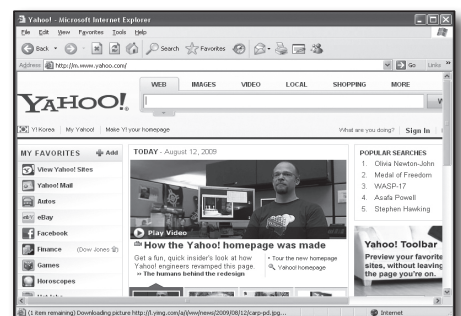 Yahoo! - Microsoft Internet Explorer
File Edit View Favorites Tools Help
Back Search Favorites
Address http://m.www.yahoo.com/ Go Links »
WEB IMAGES VIDEO LOCAL SHOPPING MORE
YAHOO!®
W
Y! Korea My Yahoo! Make Y! your homepage What are you doing? Sign In
MY FAVORITES Add
View Yahoo! Sites
Yahoo! Mail
Autos
eBay
Facebook
Finance (Dow Jones
Games
Horoscopes
TODAY - August 12, 2009
Play Video
How the Yahoo! homepage was made
Get a fun, quick insider's look at how
Yahoo! engineers revamped this page.
•• The humans behind the redesign
• Tour the new homepage
Yahoo! homepage
POPULAR SEARCHES
1. Olivia Newton-John
2. Medal of Freedom
3. WASP-17
4. Asafa Powell
5. Stephen Hawking
Yahoo! Toolbar
Preview your favorite
sites, without leaving
the page you're on.
(1 item remaining) Downloading picture http://l.yimg.com/a/i/ww/news/2009/08/12/carp-pd.jpg... Internet